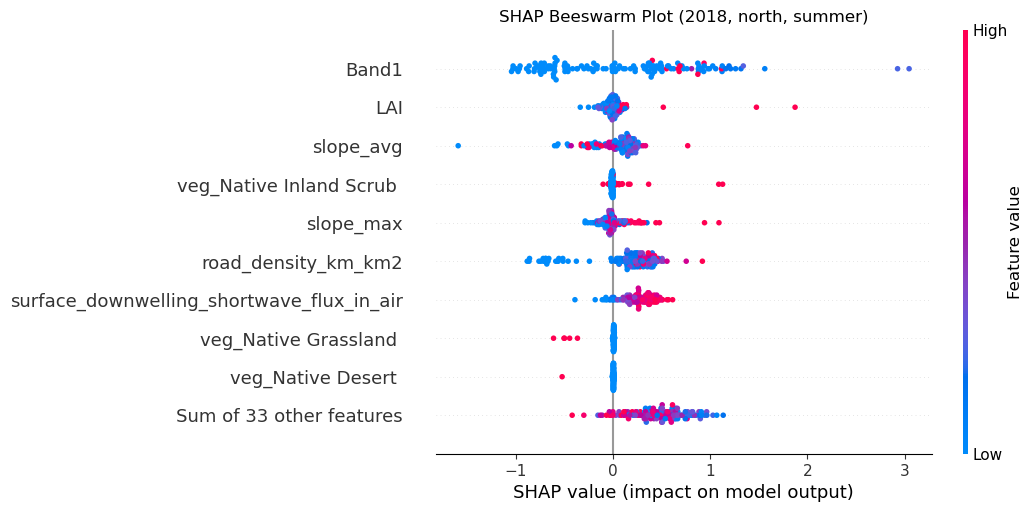 SHAP Beeswarm Plot (2018, north, summer)
High
Band1
LAI
slope_avg
veg_Native Inland Scrub
slope_max
road_density_km_km2
surface_downwelling_shortwave_flux_in_air
veg_Native Grassland
veg_Native Desert
Sum of 33 other features
Feature value
Low
−1 0 1 2 3
SHAP value (impact on model output)